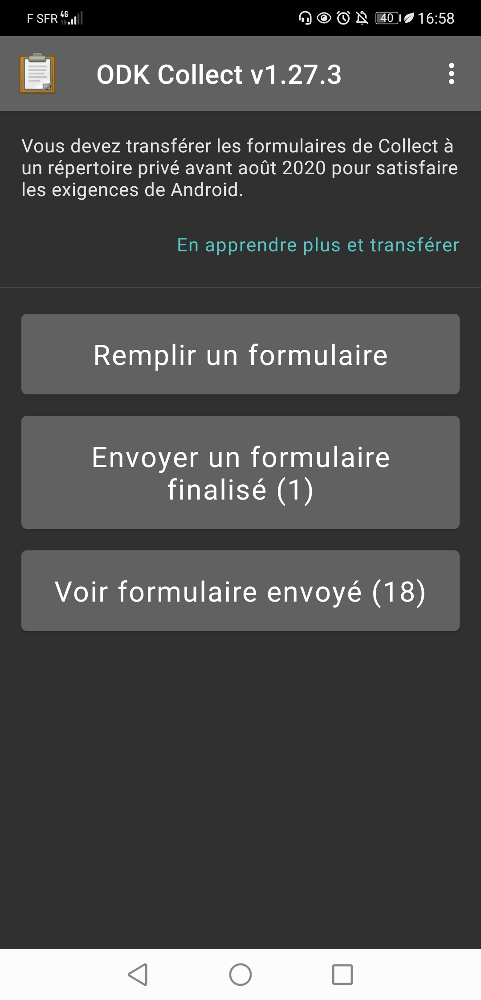 F SFR 4G 40 16:58
ODK Collect v1.27.3
Vous devez transférer les formulaires de Collect à
un répertoire privé avant août 2020 pour satisfaire
les exigences de Android.
En apprendre plus et transférer
Remplir un formulaire
Envoyer un formulaire
finalisé (1)
Voir formulaire envoyé (18)